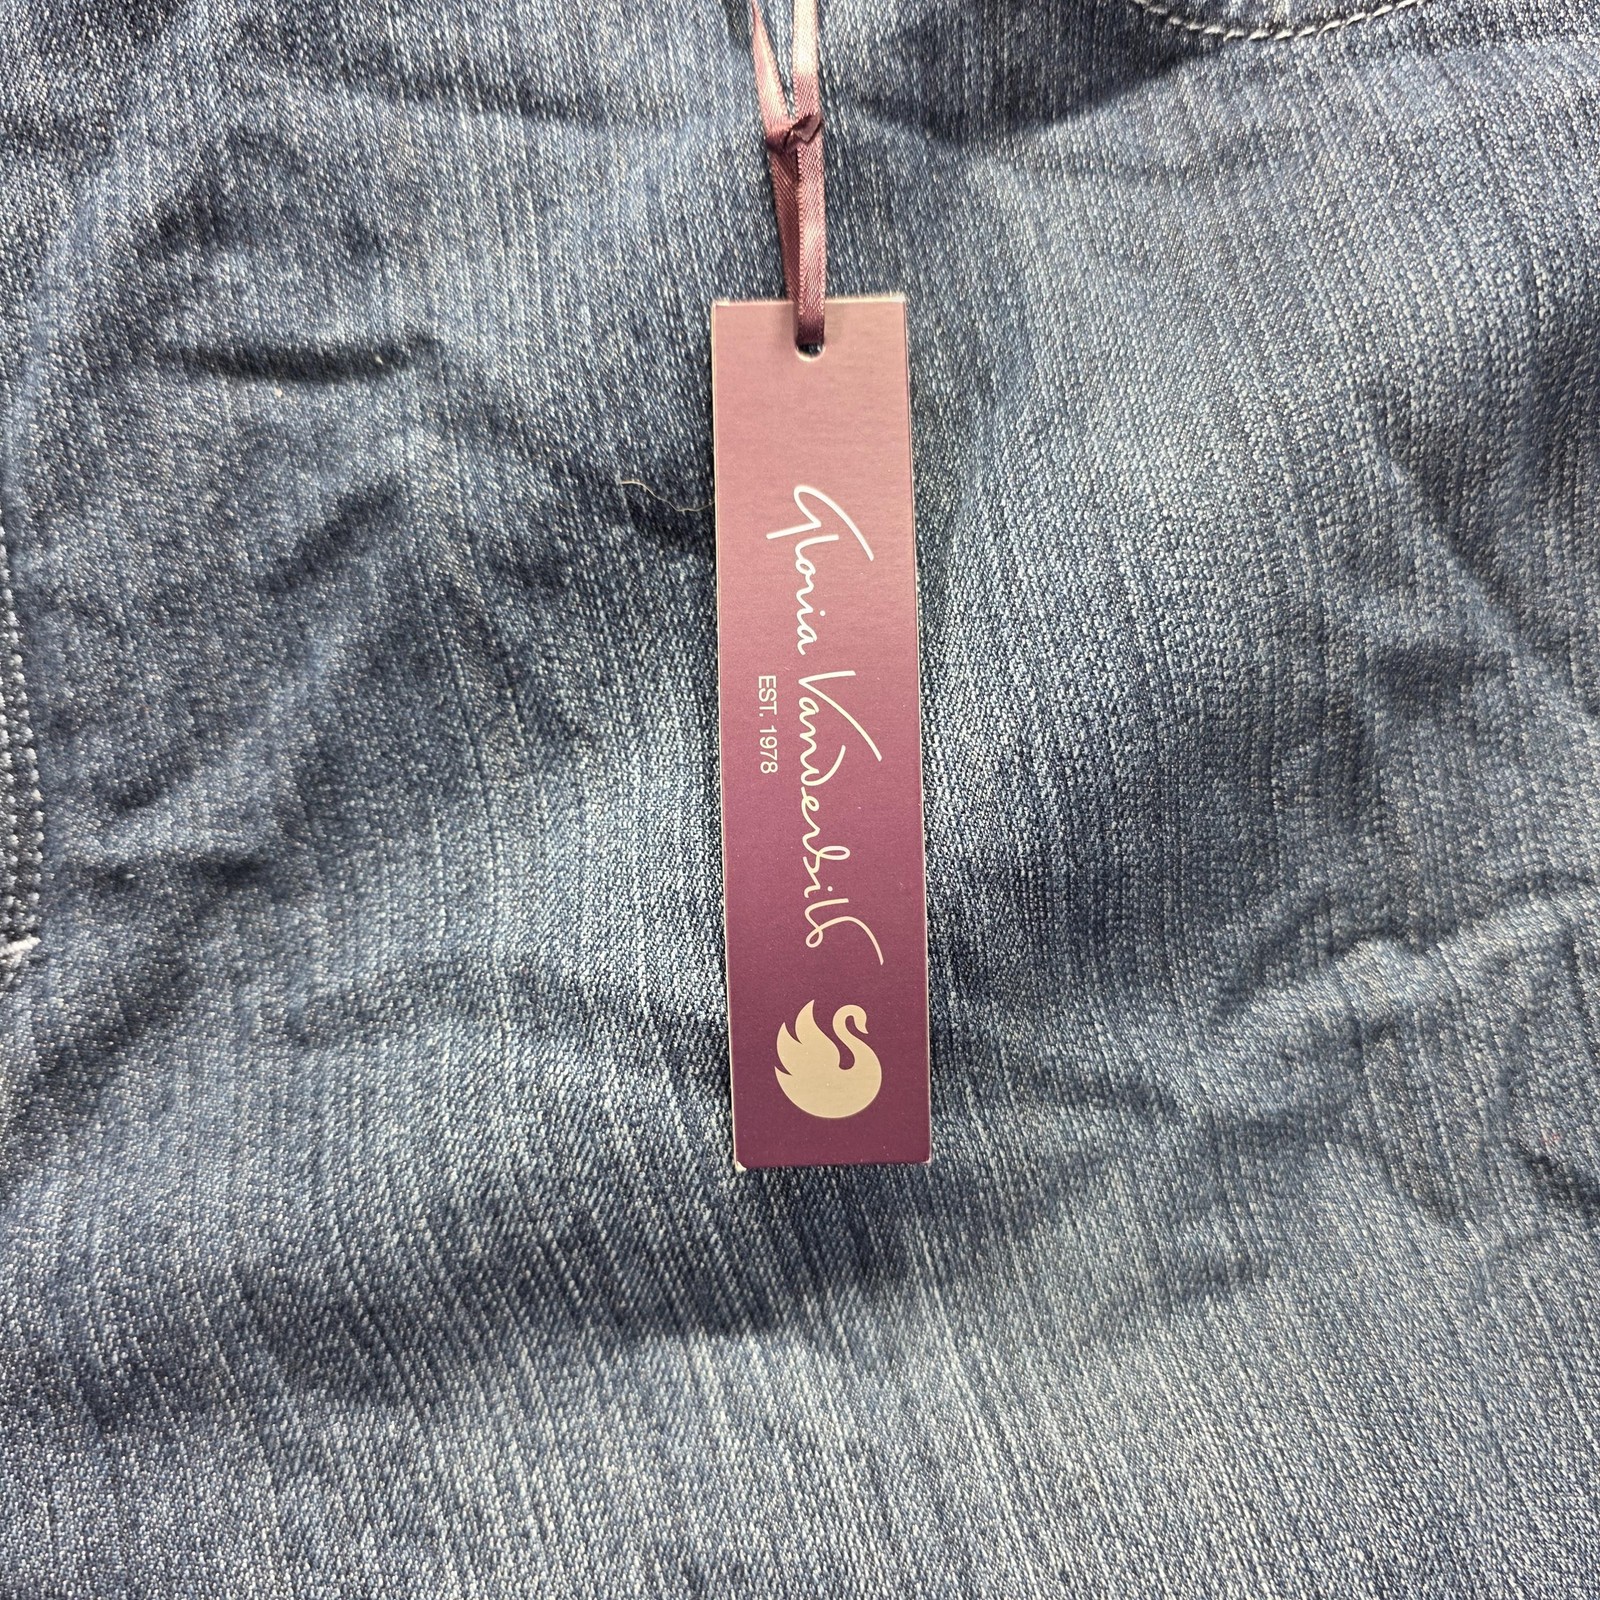 Gloria Vanderbilt
EST. 1978